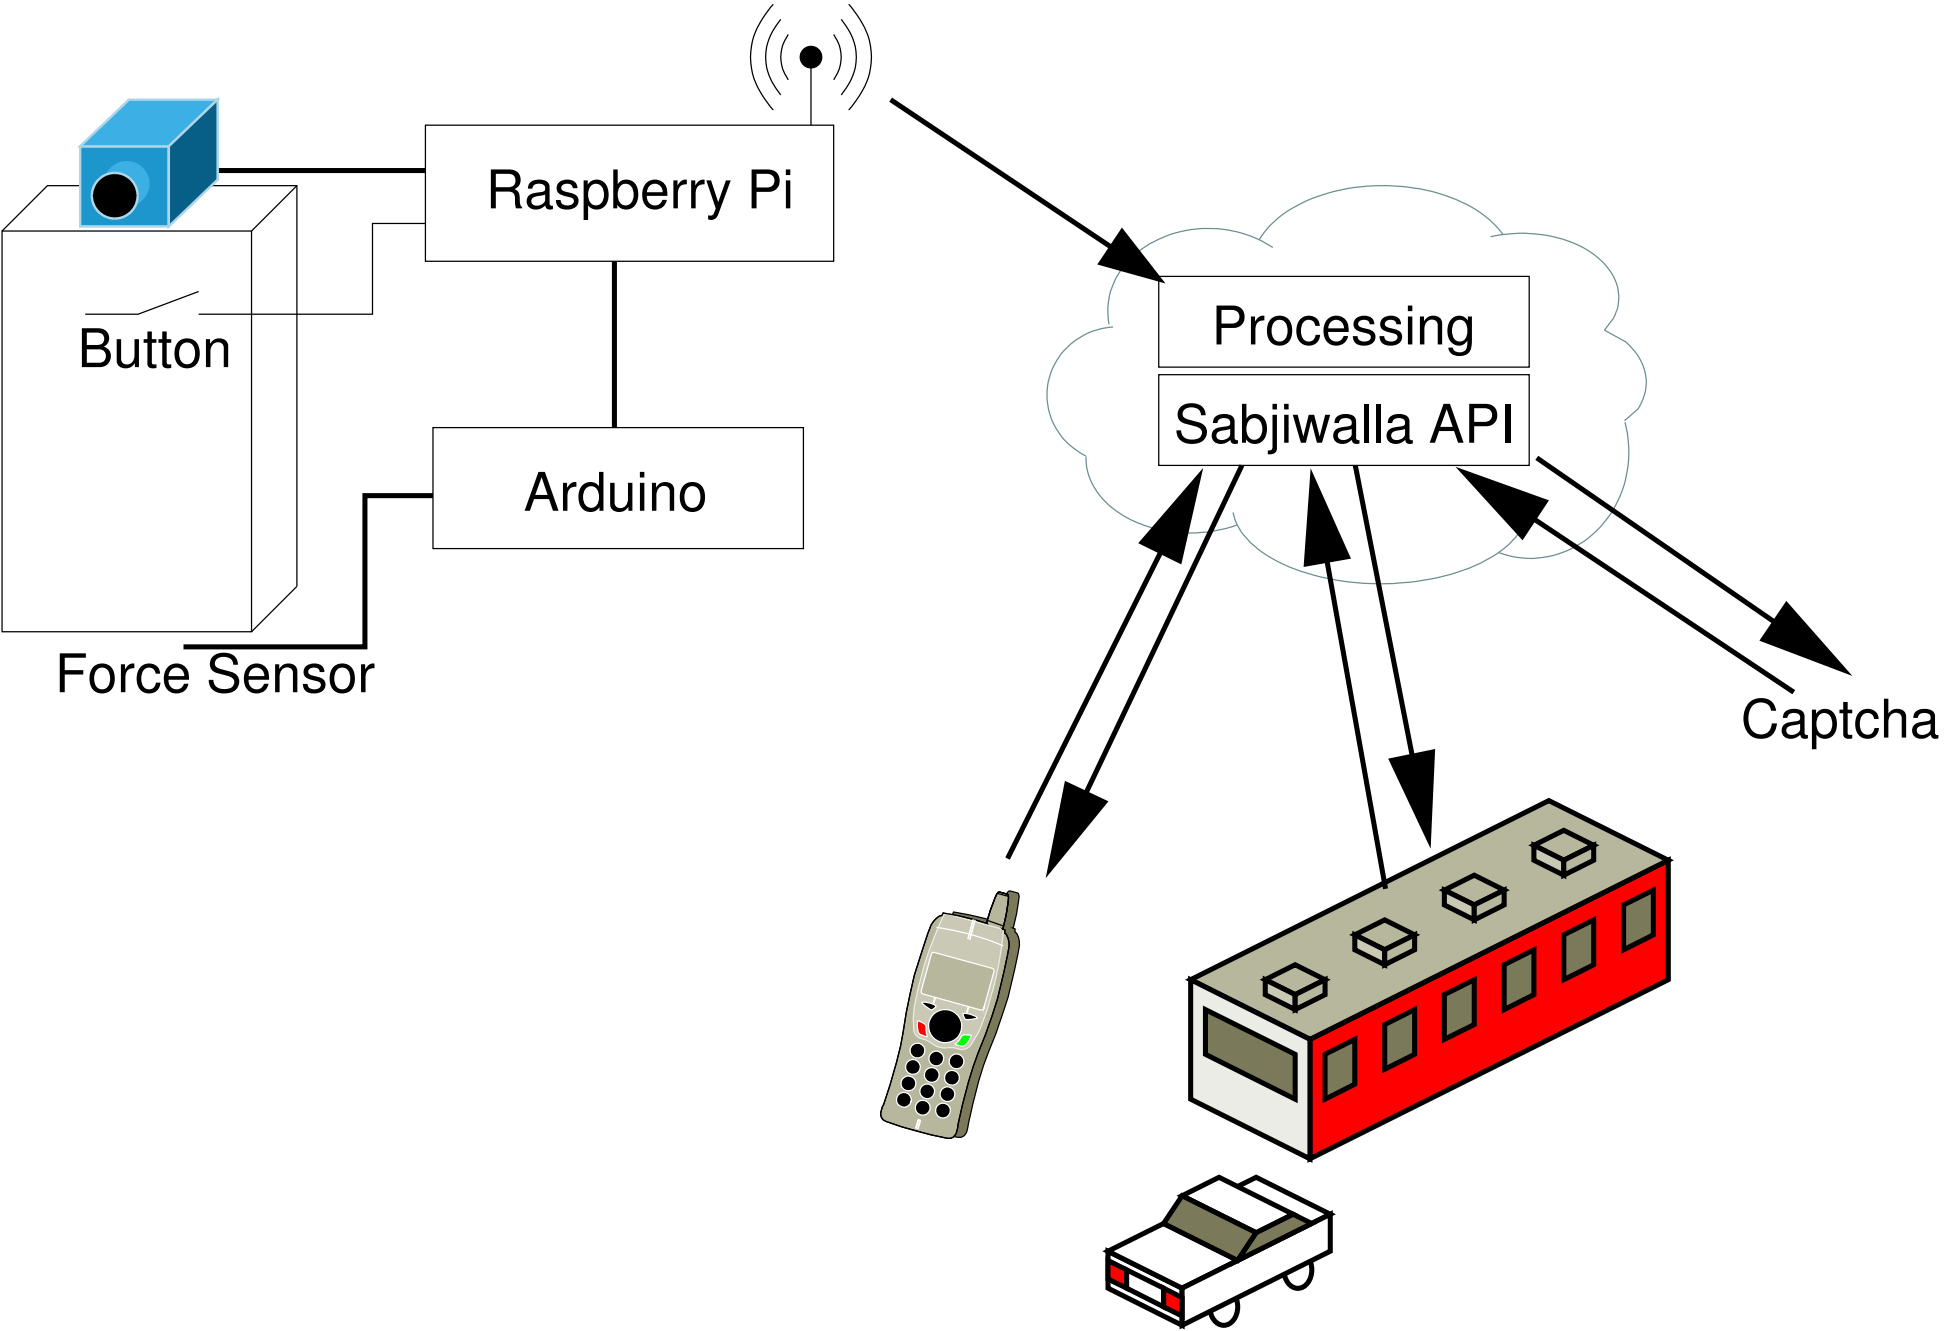 Raspberry Pi
Button
Arduino
Force Sensor
Processing
Sabjiwalla API
Captcha